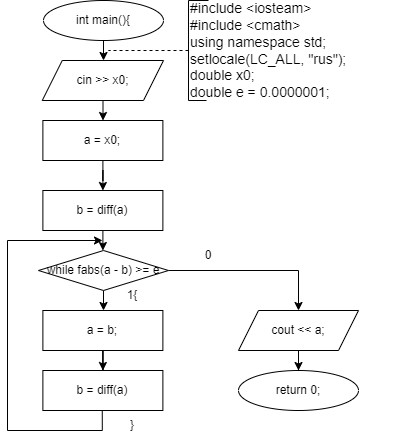 int main(){
#include <iosteam>
#include <cmath>
using namespace std;
setlocale(LC_ALL, "rus");
double x0;
double e = 0.0000001;
cin >> x0;
a = x0;
b = diff(a)
while fabs(a - b) >= e
0
1{
a = b;
cout << a;
b = diff(a)
return 0;
}